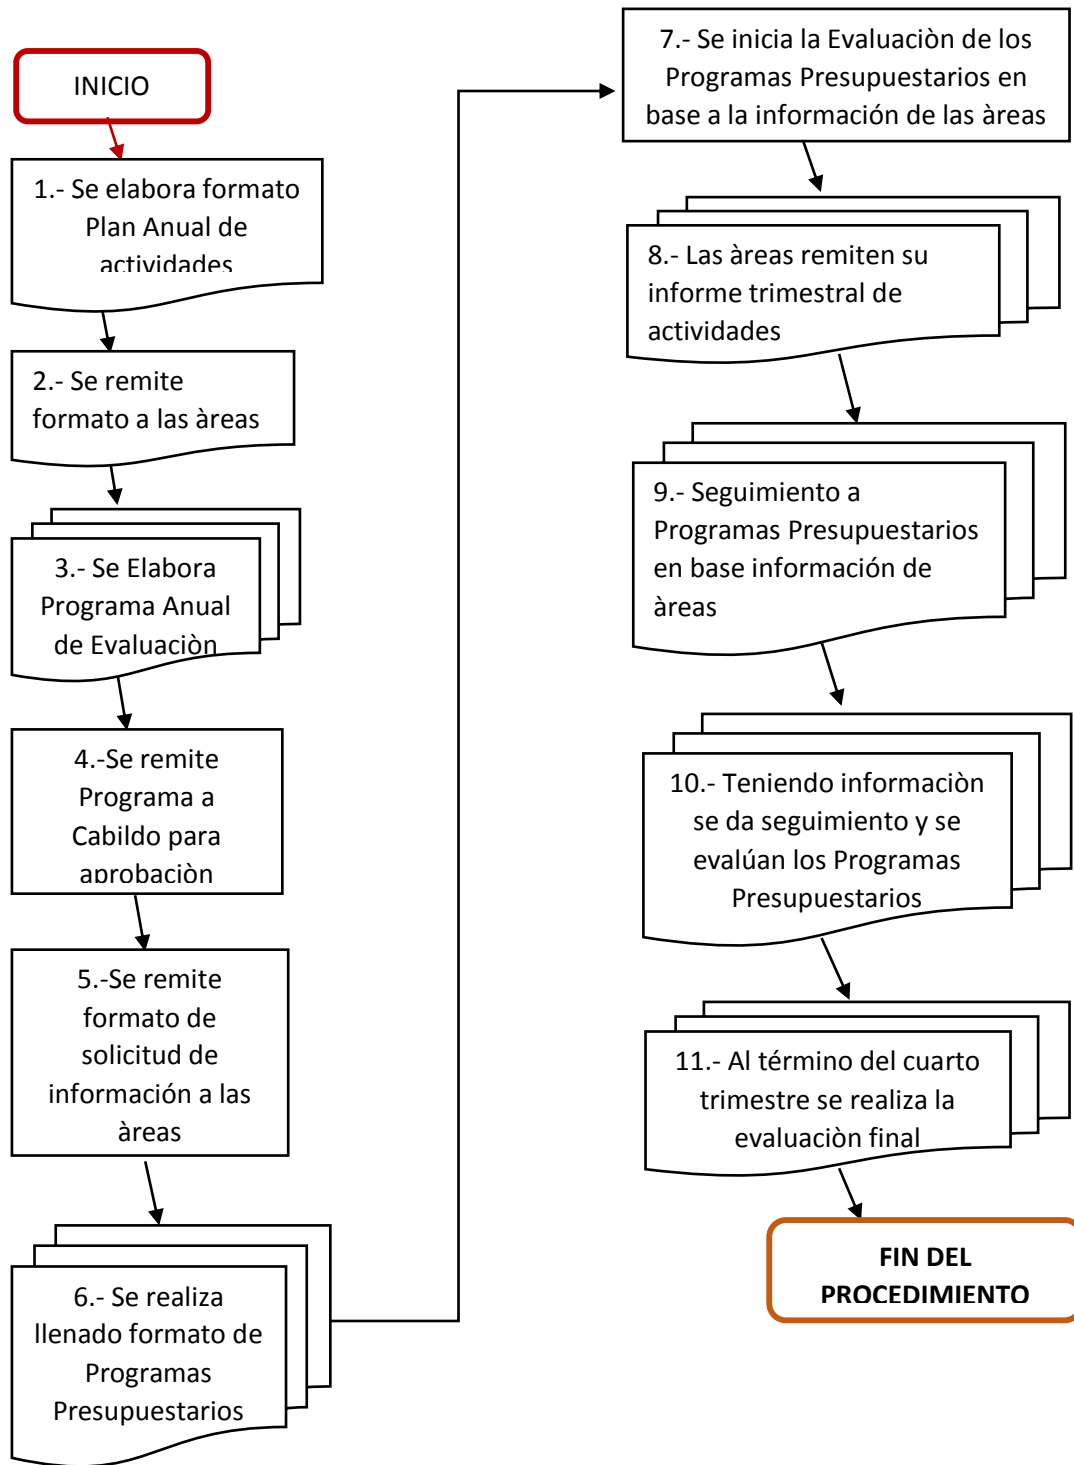 INICIO
1.- Se elabora formato
Plan Anual de
actividades
2.- Se remite
formato a las àreas
3.- Se Elabora
Programa Anual
de Evaluaciòn
4.-Se remite
Programa a
Cabildo para
aprobaciòn
5.-Se remite
formato de
solicitud de
información a las
àreas
6.- Se realiza
llenado formato de
Programas
Presupuestarios
7.- Se inicia la Evaluaciòn de los
Programas Presupuestarios en
base a la información de las àreas
8.- Las àreas remiten su
informe trimestral de
actividades
9.- Seguimiento a
Programas Presupuestarios
en base información de
àreas
10.- Teniendo informaciòn
se da seguimiento y se
evalúan los Programas
Presupuestarios
11.- Al término del cuarto
trimestre se realiza la
evaluaciòn final
FIN DEL
PROCEDIMIENTO